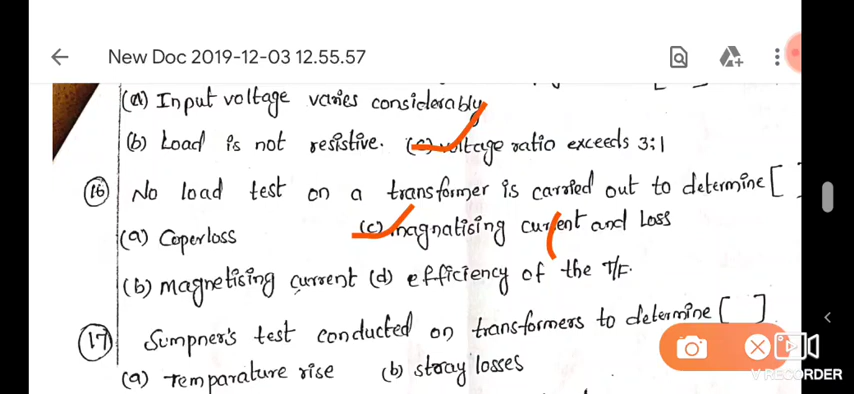 New Doc 2019-12-03 12.55.57
(a) Input voltage varies considerably
(b) Load is not resistive. (c) voltage ratio exceeds 3:1
(16) No load test on a transformer is carried out to determine [ ]
(a) Coperloss (c) magnatising current and Loss
(b) magnetising current (d) efficiency of the T/F.
(17) Sumpner's test conducted on transformers to determine [ ]
(a) Temparature rise (b) stray losses
V RECORDER